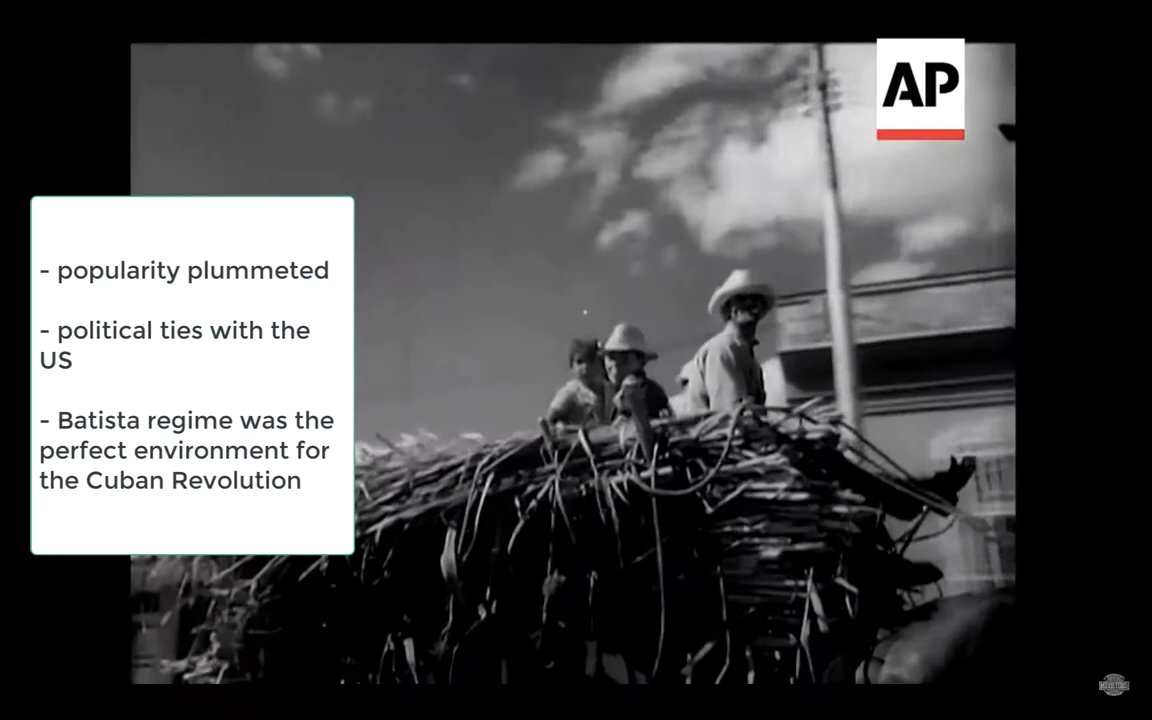 AP
- popularity plummeted
- political ties with the
US
- Batista regime was the
perfect environment for
the Cuban Revolution